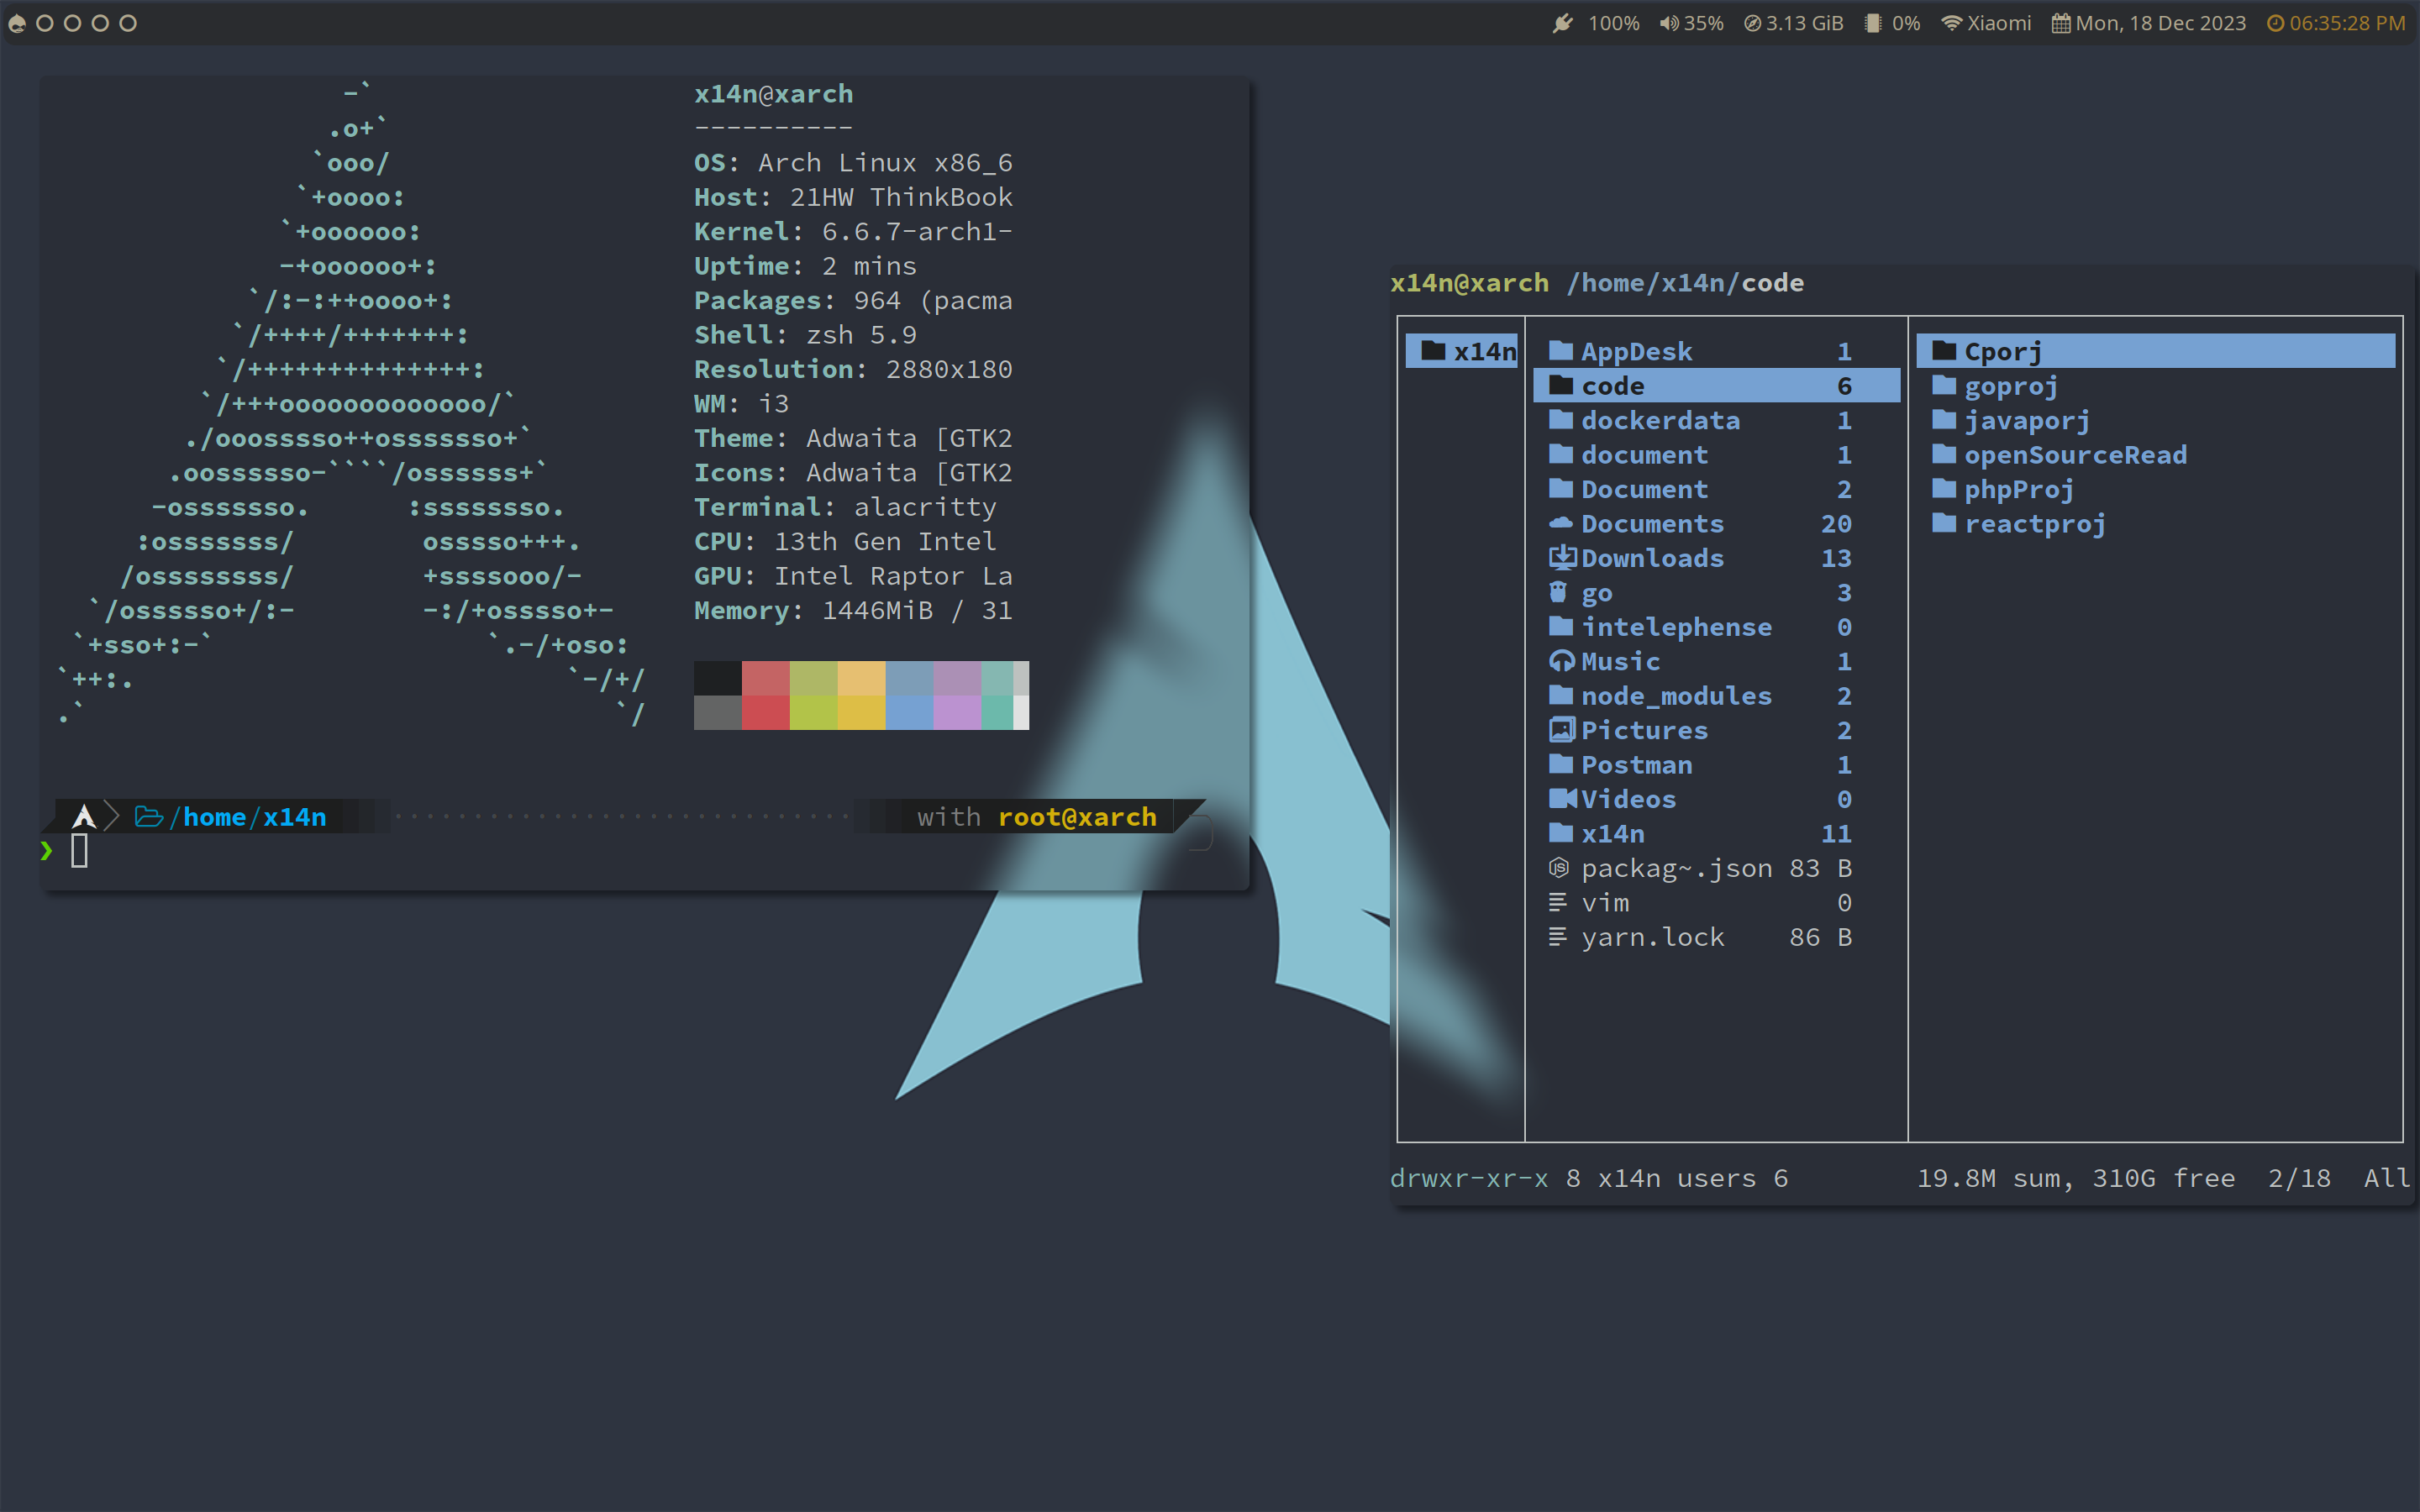 100% 35% 3.13 GiB 0% Xiaomi Mon, 18 Dec 2023 06:35:28 PM
-`
.o+`
`ooo/
`+oooo:
`+oooooo:
-+oooooo+:
`/:-:++oooo+:
`/++++/+++++++:
`/++++++++++++++:
`/+++ooooooooooooo/`
./ooosssso++osssssso+`
.oossssso-````/ossssss+`
-osssssso. :ssssssso.
:osssssss/ osssso+++.
/ossssssss/ +ssssooo/-
`/ossssso+/:- -:/+osssso+-
`+sso+:-` `.-/+oso:
`++:. `-/+/
.` `/
x14n@xarch
----------
OS: Arch Linux x86_6
Host: 21HW ThinkBook
Kernel: 6.6.7-arch1-
Uptime: 2 mins
Packages: 964 (pacma
Shell: zsh 5.9
Resolution: 2880x180
WM: i3
Theme: Adwaita [GTK2
Icons: Adwaita [GTK2
Terminal: alacritty
CPU: 13th Gen Intel
GPU: Intel Raptor La
Memory: 1446MiB / 31
/home/x14n with root@xarch
❯
x14n@xarch /home/x14n/code
x14n
AppDesk 1
code 6
dockerdata 1
document 1
Document 2
Documents 20
Downloads 13
go 3
intelephense 0
Music 1
node_modules 2
Pictures 2
Postman 1
Videos 0
x14n 11
packag~.json 83 B
vim 0
yarn.lock 86 B
Cporj
goproj
javaporj
openSourceRead
phpProj
reactproj
drwxr-xr-x 8 x14n users 6 19.8M sum, 310G free 2/18 All